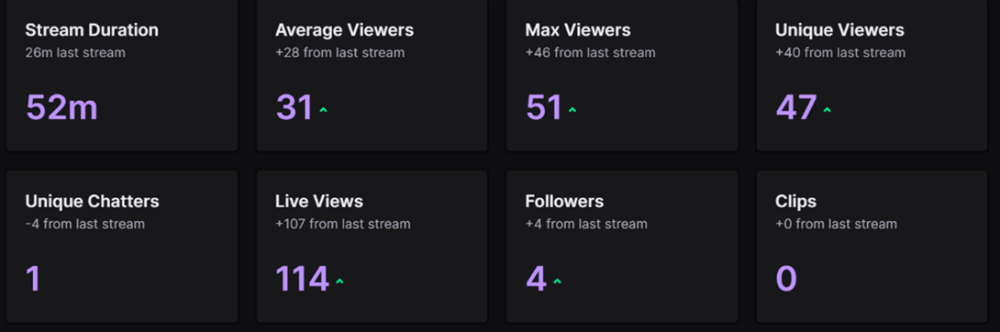 Stream Duration
26m last stream
52m
Average Viewers
+28 from last stream
31
Max Viewers
+46 from last stream
51
Unique Viewers
+40 from last stream
47
Unique Chatters
-4 from last stream
1
Live Views
+107 from last stream
114
Followers
+4 from last stream
4
Clips
+0 from last stream
0